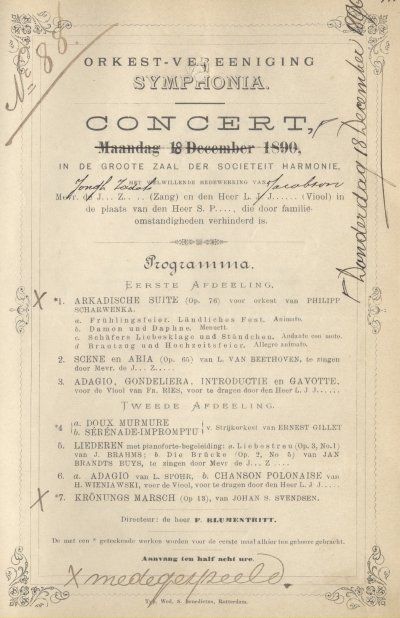 No 88.
ORKEST-VEREENIGING
SYMPHONIA.
CONCERT,
Maandag 18 December 1890,
Donderdag 18 December 1890
IN DE GROOTE ZAAL DER SOCIETEIT HARMONIE,
MET WELWILLENDE MEDEWERKING VAN
Jacobson
Mevr. de J... Z.... (Zang) en den Heer L. J. J...... (Viool) in
de plaats van den Heer S. P....., die door familie-
omstandigheden verhinderd is.
Programma.
EERSTE AFDEELING.
X *1. ARKADISCHE SUITE (Op. 76) voor orkest van PHILIPP
SCHARWENKA.
a. Frühlingsfeier. Ländliches Fest. Animato.
b. Damon und Daphne. Menuett.
c. Schäfers Liebesklage und Ständchen. Andante con moto.
d Brautzug und Hochzeitsfeier. Allegro animato.
2. SCENE en ARIA (Op. 65) van L. VAN BEETHOVEN, te zingen
door Mevr. de J... Z.....
3. ADAGIO, GONDELIERA, INTRODUCTIE en GAVOTTE,
voor de Viool van FR. RIES, voor te dragen door den Heer L. J J.....
TWEEDE AFDEELING.
*4 a. DOUX MURMURE
b. SÉRÉNADE-IMPROMPTU } v. Strijkorkest van ERNEST GILLET
5. LIEDEREN met pianoforte-begeleiding: a. Liebestreu (Op. 3, No. 1)
van J. BRAHMS; b. Die Brücke (Op. 2, No 5) van JAN
BRANDTS BUYS, te zingen door Mevr de J... Z ....
6. a. ADAGIO van L. SPOHR, b. CHANSON POLONAISE van
H. WIENIAWSKI, voor de Viool, voor te dragen door den Heer L. J J.....
X *7. KRÖNUNGS MARSCH (Op 13), van JOHAN S. SVENDSEN.
Directeur: de heer F. BLUMENTRITT.
De met een * geteekende werken worden voor de eerste maal alhier ten gehoore gebracht.
Aanvang ten half acht ure.
X medegespeeld.
Typ. Wed. S. Benedictus, Rotterdam.